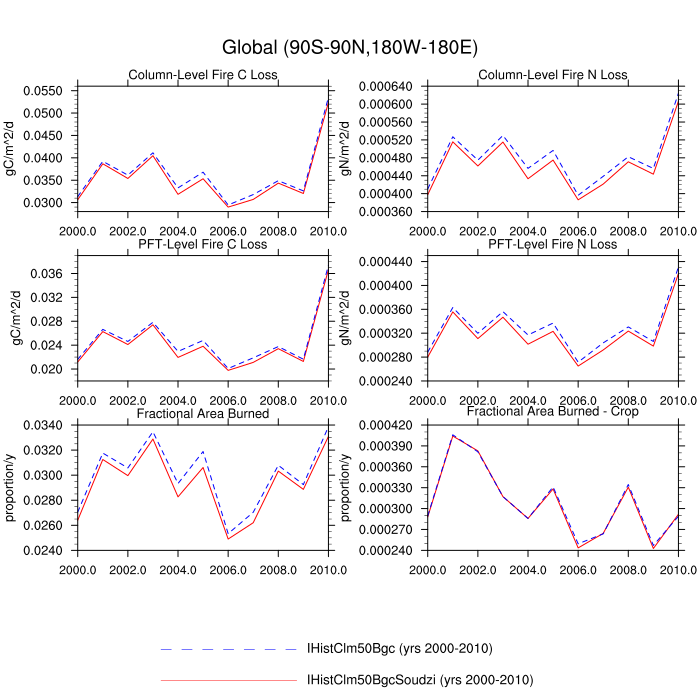 Global (90S-90N,180W-180E)
Column-Level Fire C Loss
Column-Level Fire N Loss
gC/m^2/d
0.0550
0.0500
0.0450
0.0400
0.0350
0.0300
2000.0 2002.0 2004.0 2006.0 2008.0 2010.0
gN/m^2/d
0.000640
0.000600
0.000560
0.000520
0.000480
0.000440
0.000400
0.000360
2000.0 2002.0 2004.0 2006.0 2008.0 2010.0
PFT-Level Fire C Loss
PFT-Level Fire N Loss
gC/m^2/d
0.036
0.032
0.028
0.024
0.020
2000.0 2002.0 2004.0 2006.0 2008.0 2010.0
gN/m^2/d
0.000440
0.000400
0.000360
0.000320
0.000280
0.000240
2000.0 2002.0 2004.0 2006.0 2008.0 2010.0
Fractional Area Burned
Fractional Area Burned - Crop
proportion/y
0.0340
0.0320
0.0300
0.0280
0.0260
0.0240
2000.0 2002.0 2004.0 2006.0 2008.0 2010.0
proportion/y
0.000420
0.000390
0.000360
0.000330
0.000300
0.000270
0.000240
2000.0 2002.0 2004.0 2006.0 2008.0 2010.0
IHistClm50Bgc (yrs 2000-2010)
IHistClm50BgcSoudzi (yrs 2000-2010)